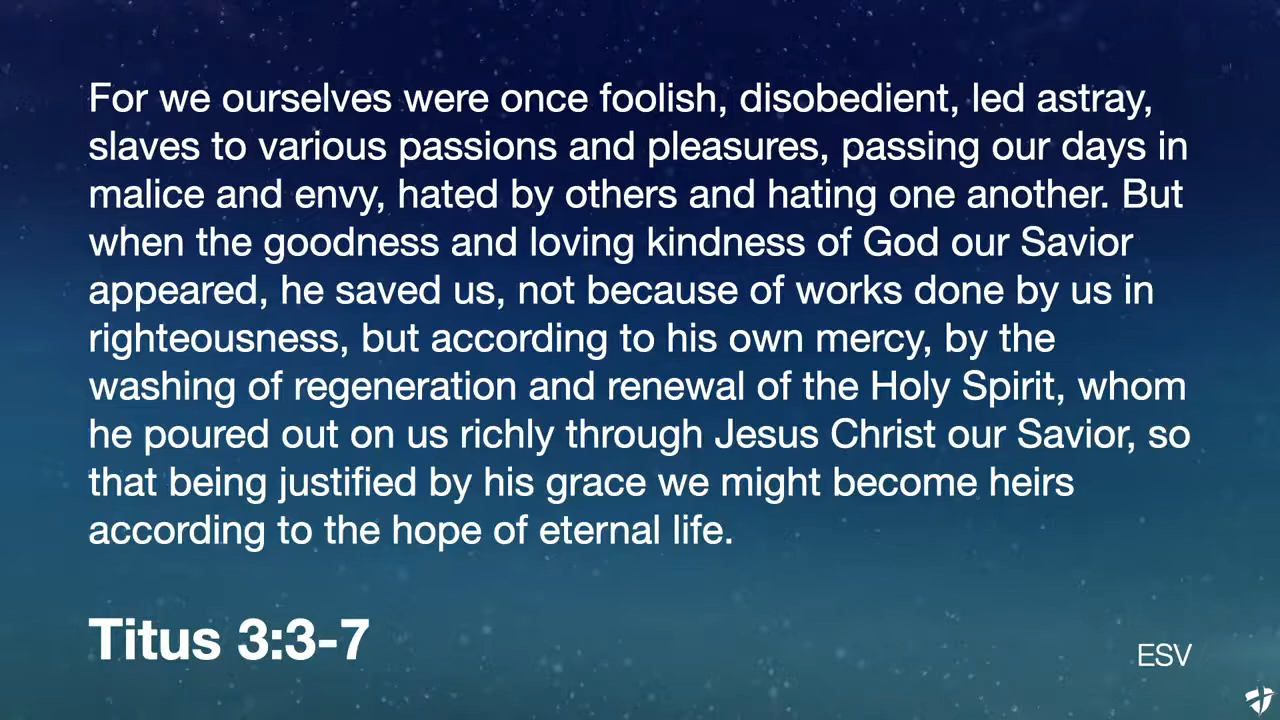 For we ourselves were once foolish, disobedient, led astray,
slaves to various passions and pleasures, passing our days in
malice and envy, hated by others and hating one another. But
when the goodness and loving kindness of God our Savior
appeared, he saved us, not because of works done by us in
righteousness, but according to his own mercy, by the
washing of regeneration and renewal of the Holy Spirit, whom
he poured out on us richly through Jesus Christ our Savior, so
that being justified by his grace we might become heirs
according to the hope of eternal life.
Titus 3:3-7
ESV